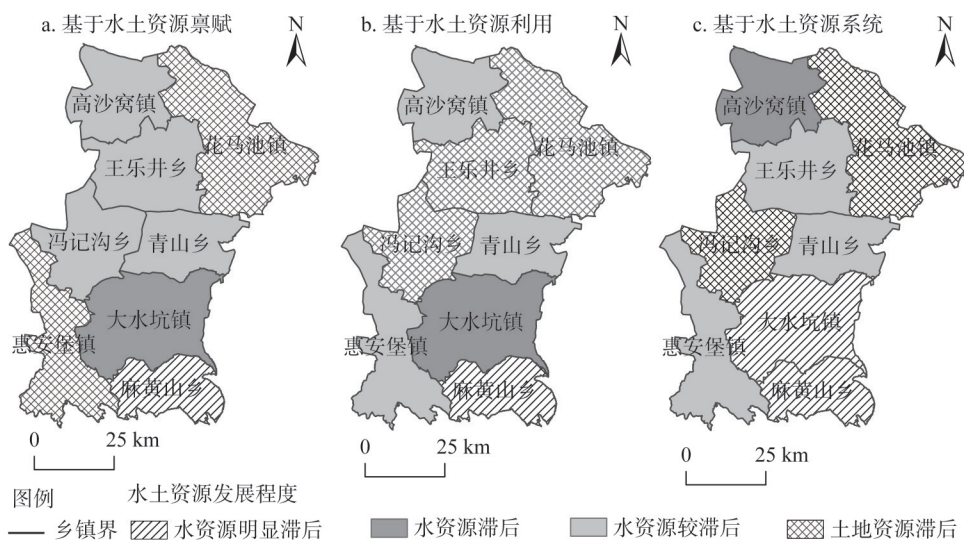 a. 基于水土资源禀赋
N
高沙窝镇
花马池镇
王乐井乡
冯记沟乡
青山乡
大水坑镇
惠安堡镇
麻黄山乡
0 25 km
b. 基于水土资源利用
N
高沙窝镇
花马池镇
王乐井乡
冯记沟乡
青山乡
大水坑镇
惠安堡镇
麻黄山乡
0 25 km
c. 基于水土资源系统
N
高沙窝镇
花马池镇
王乐井乡
冯记沟乡
青山乡
大水坑镇
惠安堡镇
麻黄山乡
0 25 km
图例 水土资源发展程度
乡镇界 水资源明显滞后 水资源滞后 水资源较滞后 土地资源滞后